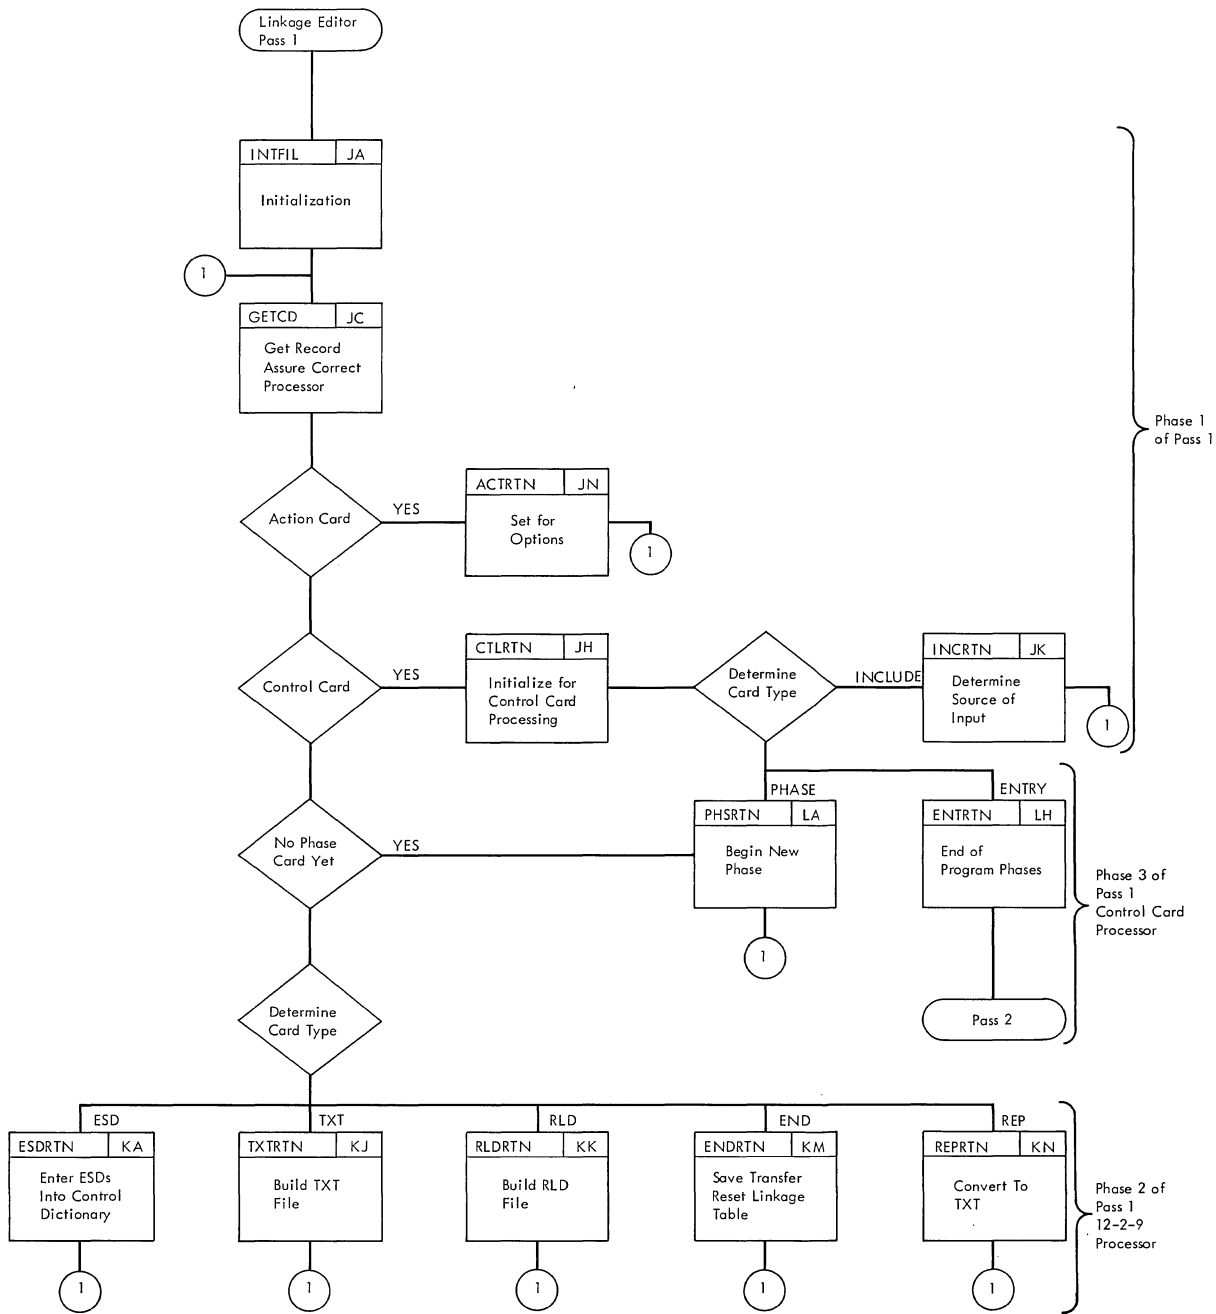 Linkage Editor
Pass 1
INTFIL JA
Initialization
1
GETCD JC
Get Record
Assure Correct
Processor
Phase 1
of Pass 1
Action Card
YES
ACTRTN JN
Set for
Options
1
Control Card
YES
CTLRTN JH
Initialize for
Control Card
Processing
Determine
Card Type
INCLUDE
INCRTN JK
Determine
Source of
Input
1
No Phase
Card Yet
YES
PHASE
PHSRTN LA
Begin New
Phase
1
ENTRY
ENTRTN LH
End of
Program Phases
Pass 2
Phase 3 of
Pass 1
Control Card
Processor
Determine
Card Type
ESD
ESDRTN KA
Enter ESDs
Into Control
Dictionary
1
TXT
TXTRTN KJ
Build TXT
File
1
RLD
RLDRTN KK
Build RLD
File
1
END
ENDRTN KM
Save Transfer
Reset Linkage
Table
1
REP
REPRTN KN
Convert To
TXT
1
Phase 2 of
Pass 1
12-2-9
Processor